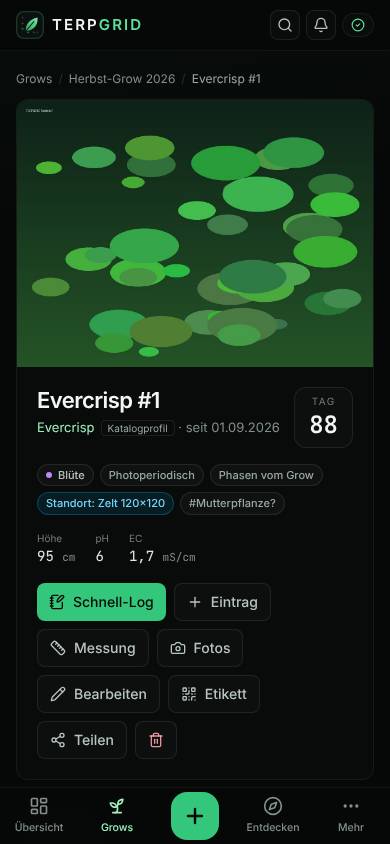 TERPGRID
Grows / Herbst-Grow 2026 / Evercrisp #1
Evercrisp #1
Evercrisp Katalogprofil · seit 01.09.2026
TAG
88
Blüte
Photoperiodisch
Phasen vom Grow
Standort: Zelt 120×120
#Mutterpflanze?
Höhe
95 cm
pH
6
EC
1,7 mS/cm
Schnell-Log
Eintrag
Messung
Fotos
Bearbeiten
Etikett
Teilen
Übersicht
Grows
Entdecken
Mehr